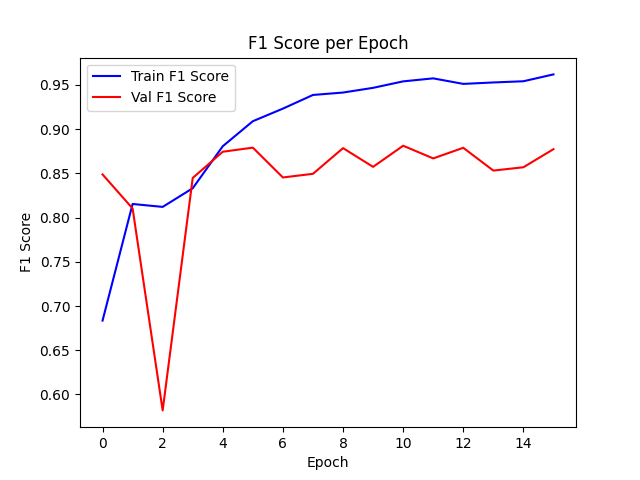 F1 Score per Epoch
Train F1 Score
Val F1 Score
0.95
0.90
0.85
0.80
0.75
0.70
0.65
0.60
F1 Score
0 2 4 6 8 10 12 14
Epoch